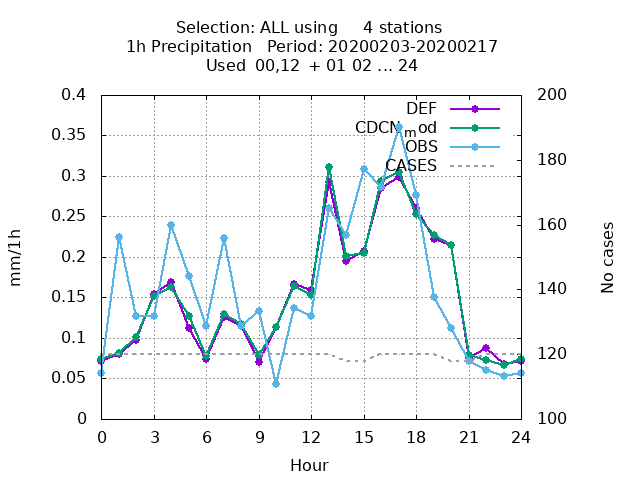 Selection: ALL using 4 stations
1h Precipitation Period: 20200203-20200217
Used 00,12 + 01 02 ... 24
0.4
0.35
0.3
0.25
0.2
0.15
0.1
0.05
0
200
180
160
140
120
100
DEF
CDCN_mod
OBS
CASES
mm/1h
No cases
0 3 6 9 12 15 18 21 24
Hour